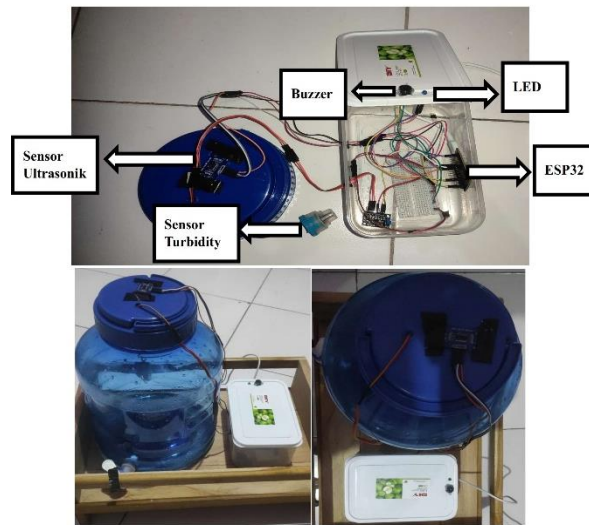 Buzzer
LED
Sensor
Ultrasonik
ESP32
Sensor
Turbidity